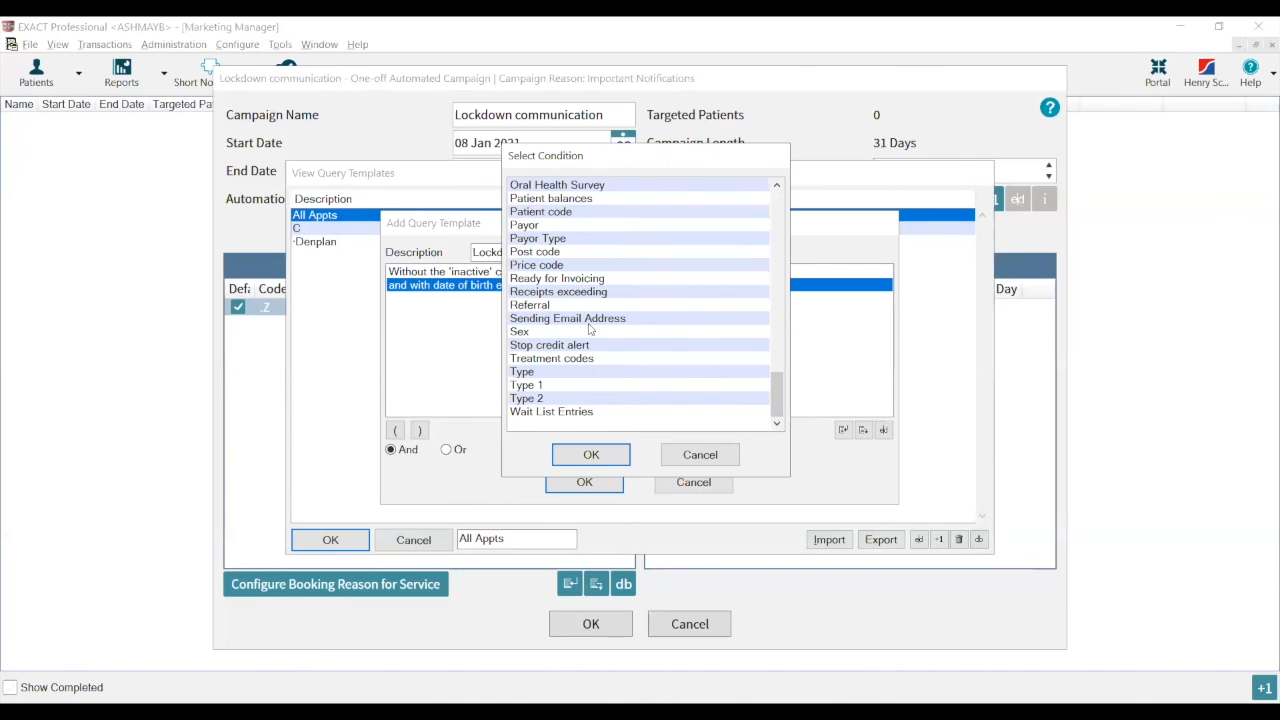 EXACT Professional <ASHMAYB> - [Marketing Manager]
File View Transactions Administration Configure Tools Window Help
Patients Reports Short No Portal Henry Sc... Help
Lockdown communication - One-off Automated Campaign | Campaign Reason: Important Notifications
Name Start Date End Date Targeted Pa
Campaign Name Lockdown communication Targeted Patients 0
Start Date 08 Jan 2021 Campaign Length 31 Days
End Date
Automation
View Query Templates
Description
All Appts
C
·Denplan
Add Query Template
Description Lockd
Without the 'inactive' c
and with date of birth e
( )
And Or
OK Cancel
Select Condition
Oral Health Survey
Patient balances
Patient code
Payor
Payor Type
Post code
Price code
Ready for Invoicing
Receipts exceeding
Referral
Sending Email Address
Sex
Stop credit alert
Treatment codes
Type
Type 1
Type 2
Wait List Entries
OK Cancel
Defa Code Day
.Z
OK Cancel All Appts Import Export +1
Configure Booking Reason for Service
OK Cancel
Show Completed +1